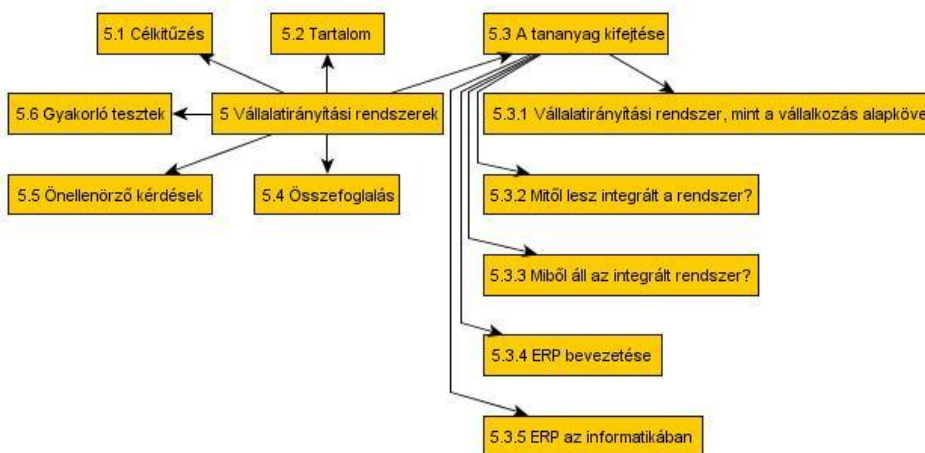 5.1 Célkitűzés
5.2 Tartalom
5.3 A tananyag kifejtése
5.6 Gyakorló tesztek
5 Vállalatirányítási rendszerek
5.3.1 Vállalatirányítási rendszer, mint a vállalkozás alapköve
5.5 Önellenörző kérdések
5.4 Összefoglalás
5.3.2 Mitől lesz integrált a rendszer?
5.3.3 Miből áll az integrált rendszer?
5.3.4 ERP bevezetése
5.3.5 ERP az informatikában